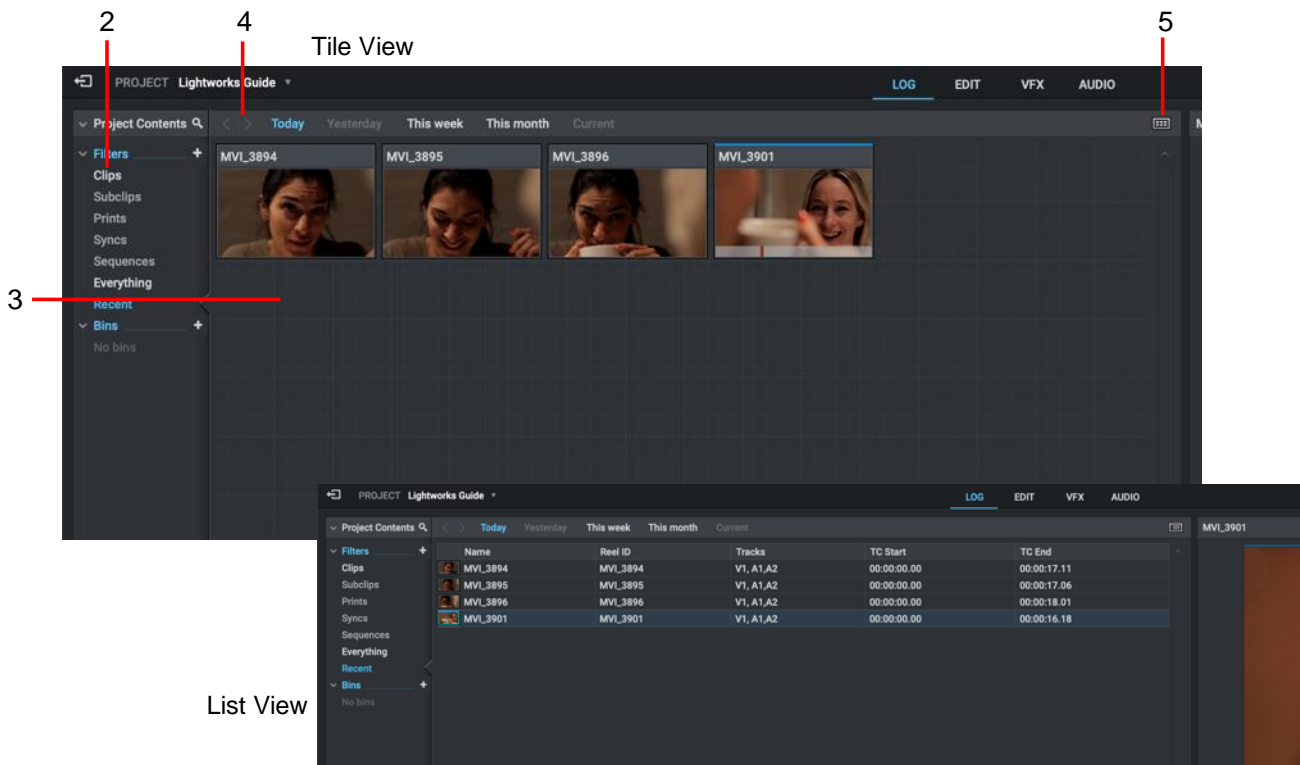 2 4 5
Tile View
PROJECT Lightworks Guide
LOG EDIT VFX AUDIO
Project Contents
Today Yesterday This week This month Current
M
Filters +
MVI_3894 MVI_3895 MVI_3896 MVI_3901
Clips
Subclips
Prints
Syncs
Sequences
Everything
3
Recent
Bins +
No bins
PROJECT Lightworks Guide
LOG EDIT VFX AUDIO
Project Contents
Today Yesterday This week This month Current
MVI_3901
Filters +
Name Reel ID Tracks TC Start TC End
Clips
MVI_3894 MVI_3894 V1, A1,A2 00:00:00.00 00:00:17.11
Subclips
MVI_3895 MVI_3895 V1, A1,A2 00:00:00.00 00:00:17.06
Prints
MVI_3896 MVI_3896 V1, A1,A2 00:00:00.00 00:00:18.01
Syncs
MVI_3901 MVI_3901 V1, A1,A2 00:00:00.00 00:00:16.18
Sequences
Everything
Recent
Bins +
No bins
List View